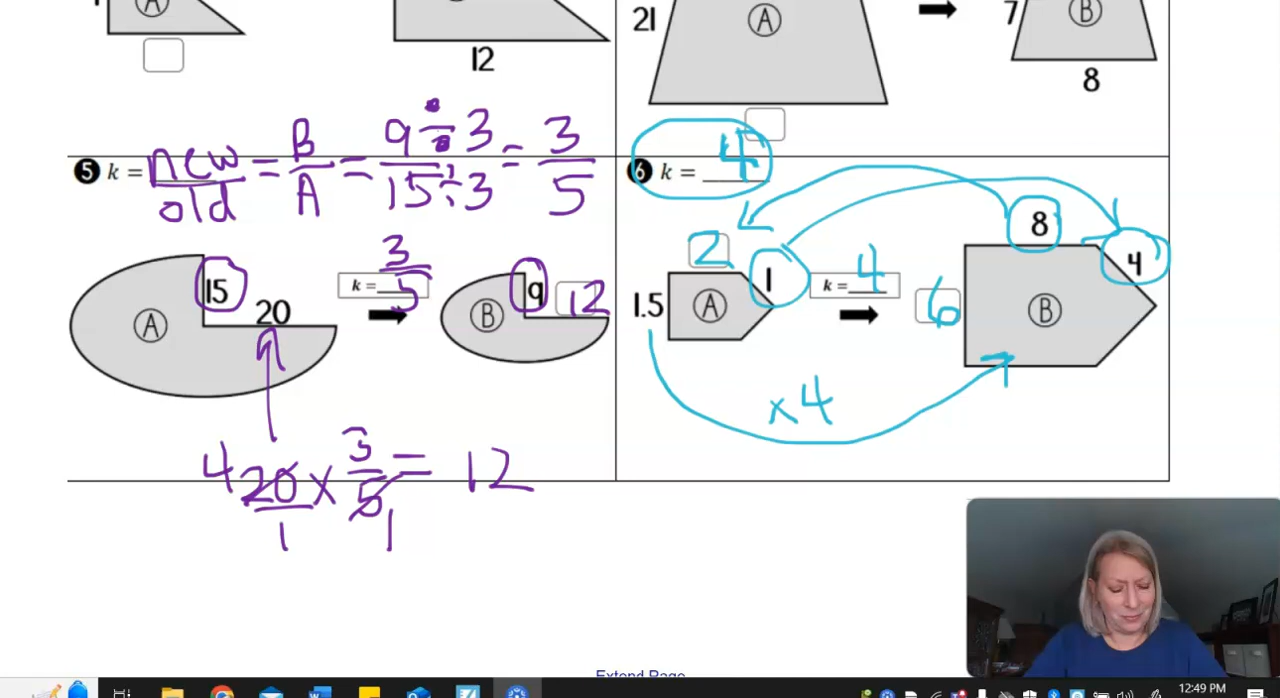 A
21
A
7
B
12
8
5 k = new/old = B/A = 9÷3/15÷3 = 3/5
6 k = 4
15
20
A
k = 3/5
B
9
12
4 20/1 x 3/5 1 = 12
2
1
1.5
A
k = 4
8
4
6
B
x4
Extend Page
12:49 PM